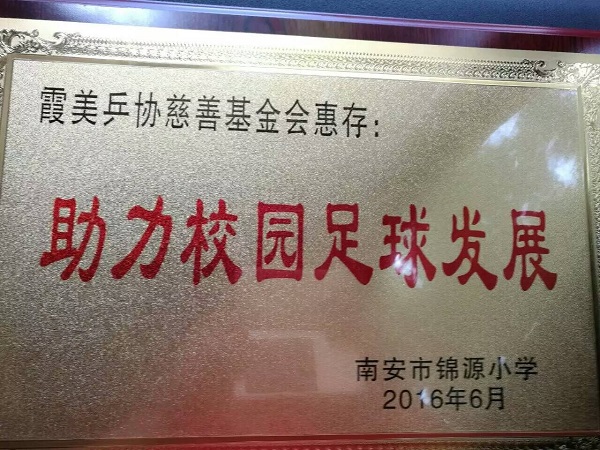 霞美乒协慈善基金会惠存:
助力校园足球发展
南安市锦源小学
2016年6月